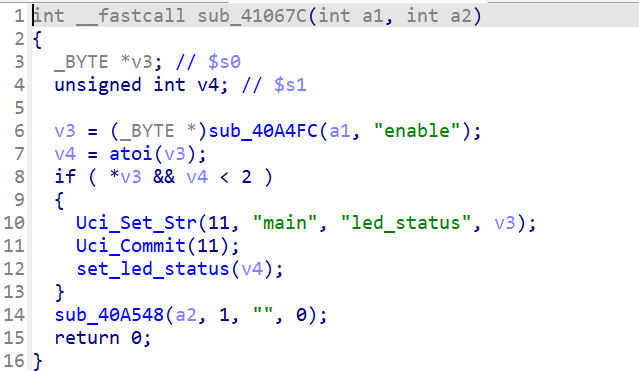 1 int __fastcall sub_41067C(int a1, int a2)
2 {
3   _BYTE *v3; // $s0
4   unsigned int v4; // $s1
5
6   v3 = (_BYTE *)sub_40A4FC(a1, "enable");
7   v4 = atoi(v3);
8   if ( *v3 && v4 < 2 )
9   {
10     Uci_Set_Str(11, "main", "led_status", v3);
11     Uci_Commit(11);
12     set_led_status(v4);
13   }
14   sub_40A548(a2, 1, "", 0);
15   return 0;
16 }